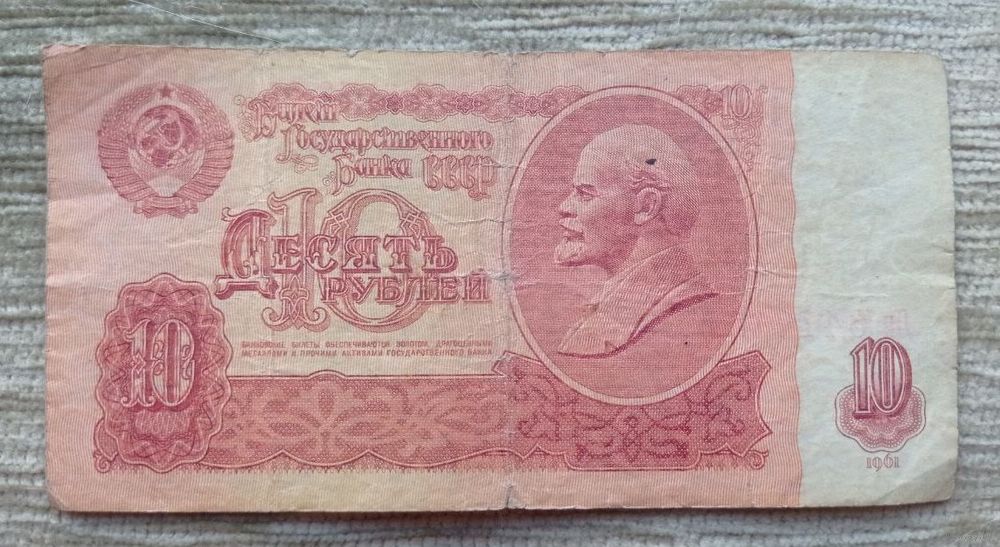 10
Билет
Государственного
Банка СССР
10
Десять
рублей
БАНКОВСКИЕ БИЛЕТЫ ОБЕСПЕЧИВАЮТСЯ ЗОЛОТОМ, ДРАГОЦЕННЫМИ
МЕТАЛЛАМИ И ПРОЧИМИ АКТИВАМИ ГОСУДАРСТВЕННОГО БАНКА
10
10
1961